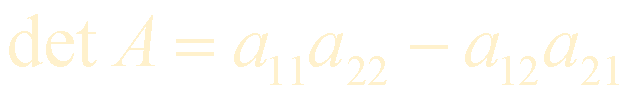 det A = a₁₁a₂₂ − a₁₂a₂₁